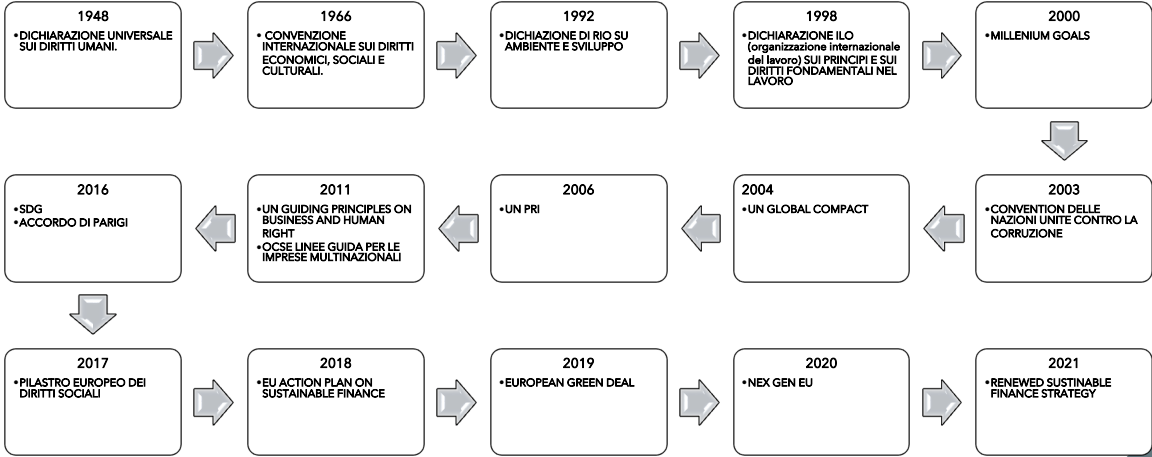 1948
•DICHIARAZIONE UNIVERSALE
SUI DIRITTI UMANI.
1966
• CONVENZIONE
INTERNAZIONALE SUI DIRITTI
ECONOMICI, SOCIALI E
CULTURALI.
1992
•DICHIAZIONE DI RIO SU
AMBIENTE E SVILUPPO
1998
•DICHIARAZIONE ILO
(organizzazione internazionale
del lavoro) SUI PRINCIPI E SUI
DIRITTI FONDAMENTALI NEL
LAVORO
2000
•MILLENIUM GOALS
2003
•CONVENTION DELLE
NAZIONI UNITE CONTRO LA
CORRUZIONE
2004
•UN GLOBAL COMPACT
2006
•UN PRI
2011
•UN GUIDING PRINCIPLES ON
BUSINESS AND HUMAN
RIGHT
•OCSE LINEE GUIDA PER LE
IMPRESE MULTINAZIONALI
2016
•SDG
•ACCORDO DI PARIGI
2017
•PILASTRO EUROPEO DEI
DIRITTI SOCIALI
2018
•EU ACTION PLAN ON
SUSTAINABLE FINANCE
2019
•EUROPEAN GREEN DEAL
2020
•NEX GEN EU
2021
•RENEWED SUSTINABLE
FINANCE STRATEGY